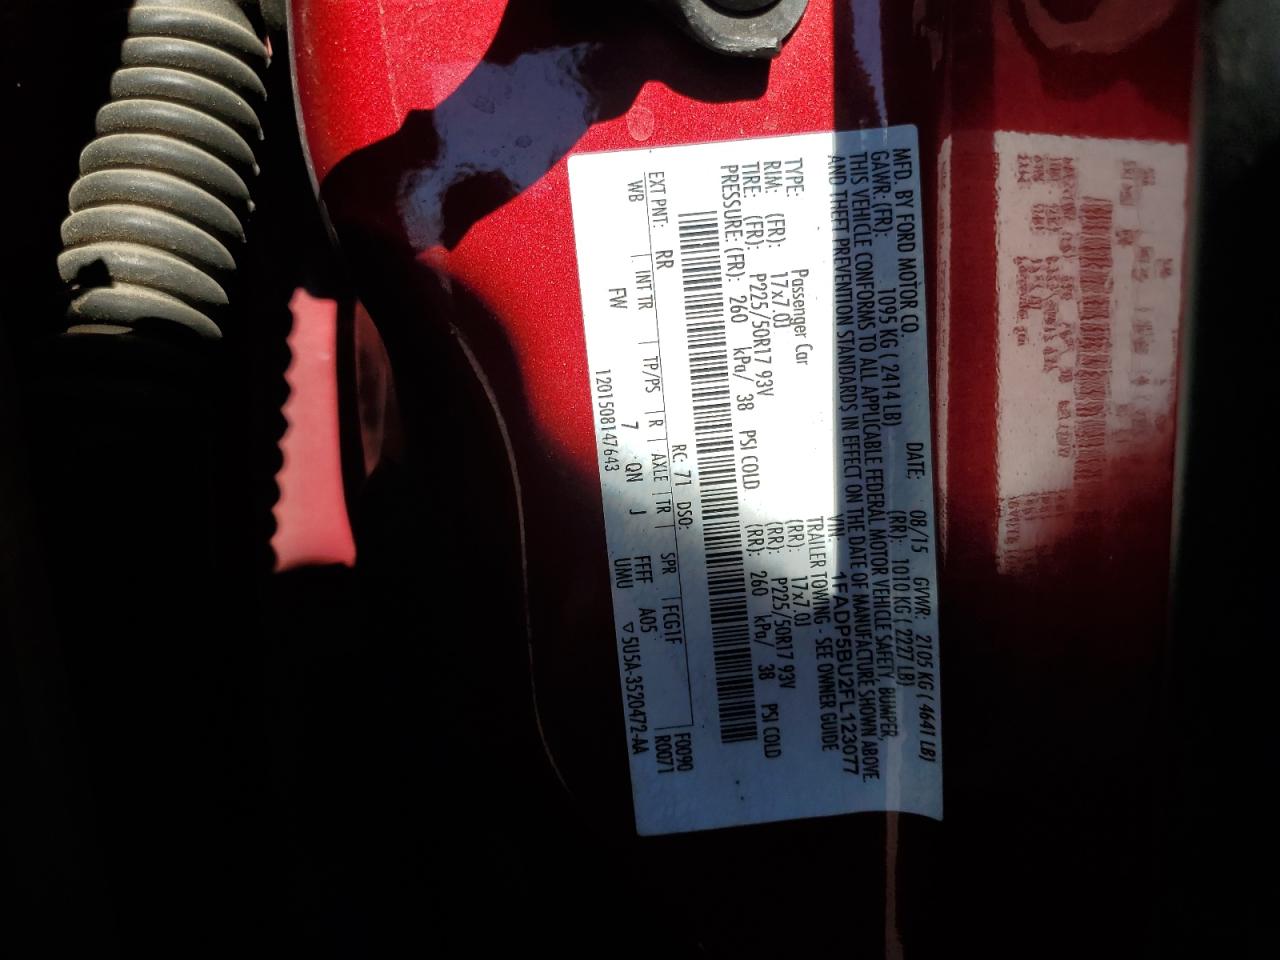 MFD. BY FORD MOTOR CO.
DATE: 08/15 GVWR: 2105 KG ( 4641 LB)
GAWR: (FR): 1095 KG ( 2414 LB) (RR): 1010 KG ( 2227 LB)
THIS VEHICLE CONFORMS TO ALL APPLICABLE FEDERAL MOTOR VEHICLE SAFETY, BUMPER,
AND THEFT PREVENTION STANDARDS IN EFFECT ON THE DATE OF MANUFACTURE SHOWN ABOVE.
VIN: 1FADP5BU2FL123077
TYPE: Passenger Car TRAILER TOWING - SEE OWNER GUIDE
RIM: (FR): 17x7.0J (RR): 17x7.0J
TIRE: (FR): P225/50R17 93V (RR): P225/50R17 93V
PRESSURE: (FR): 260 kPa/ 38 PSI COLD (RR): 260 kPa/ 38 PSI COLD
F0090
EXT PNT: RR RC: 71 DSO: FCG1F R0071
WB | INT TR | TP/PS | R | AXLE | TR | SPR
FW 7 QN J FFFF A05
UMU
1201508147643 ▽ 5U5A-3520472-AA